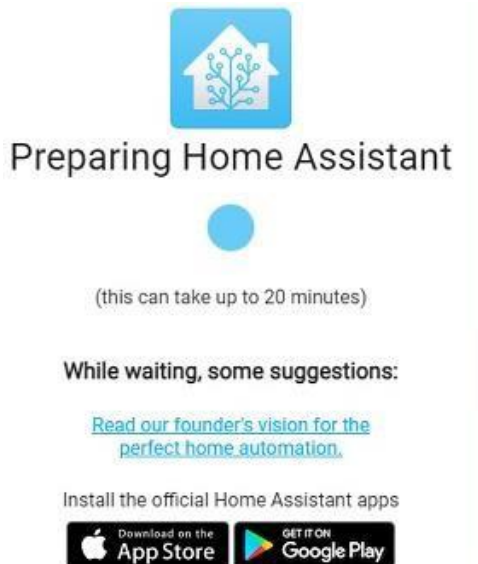 Preparing Home Assistant
(this can take up to 20 minutes)
While waiting, some suggestions:
Read our founder's vision for the
perfect home automation.
Install the official Home Assistant apps
Download on the
App Store
GET IT ON
Google Play